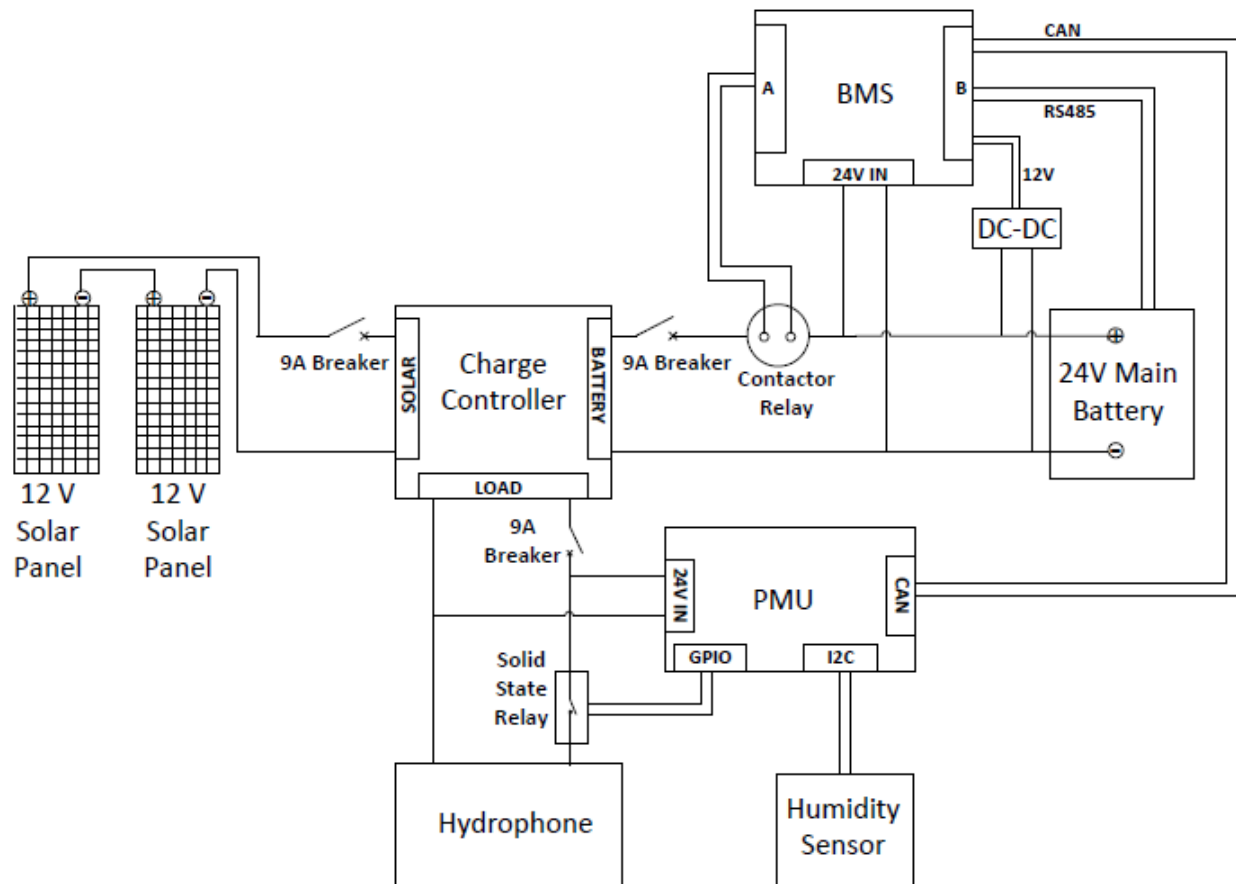 CAN
A
BMS
B
RS485
24V IN
12V
DC-DC
9A Breaker
SOLAR
Charge
Controller
BATTERY
9A Breaker
Contactor
Relay
24V Main
Battery
LOAD
12 V
Solar
Panel
12 V
Solar
Panel
9A
Breaker
24V IN
PMU
CAN
GPIO
I2C
Solid
State
Relay
Hydrophone
Humidity
Sensor